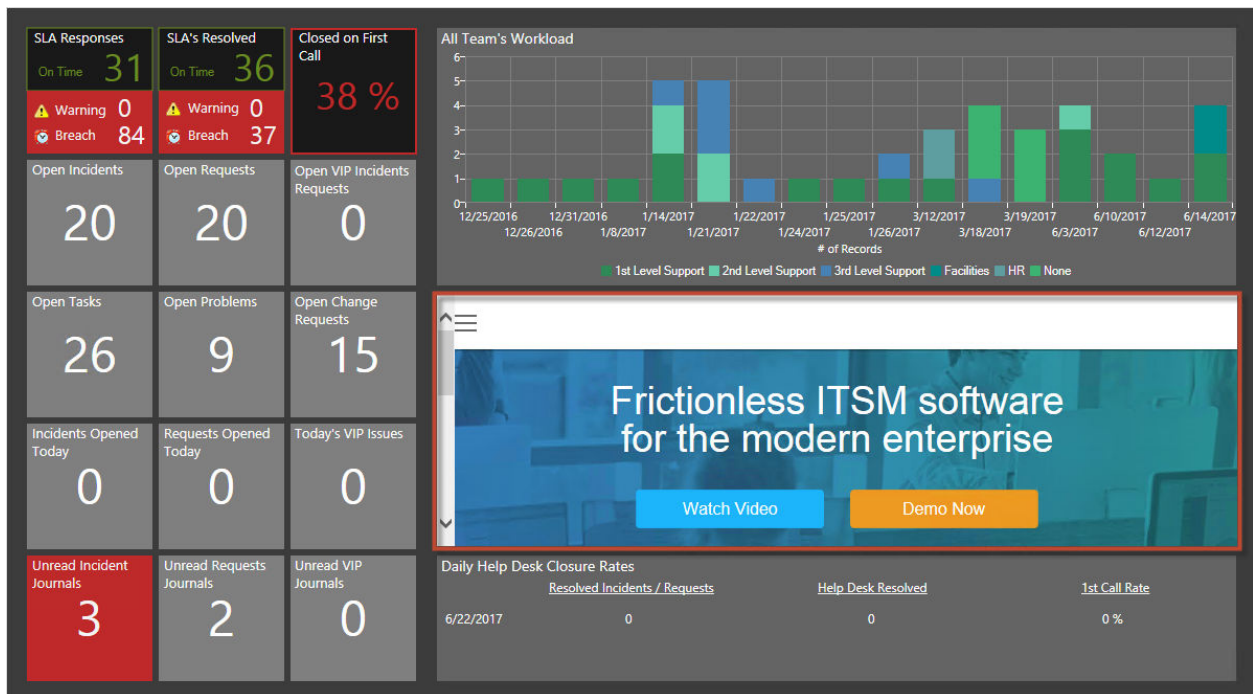 SLA Responses
On Time 31
Warning 0
Breach 84
SLA's Resolved
On Time 36
Warning 0
Breach 37
Closed on First
Call
38 %
Open Incidents
20
Open Requests
20
Open VIP Incidents
Requests
0
Open Tasks
26
Open Problems
9
Open Change
Requests
15
Incidents Opened
Today
0
Requests Opened
Today
0
Today's VIP Issues
0
Unread Incident
Journals
3
Unread Requests
Journals
2
Unread VIP
Journals
0
All Team's Workload
6
5
4
3
2
1
0
12/25/2016 12/31/2016 1/14/2017 1/22/2017 1/25/2017 3/12/2017 3/19/2017 6/10/2017 6/14/2017
12/26/2016 1/8/2017 1/21/2017 1/24/2017 1/26/2017 3/18/2017 6/3/2017 6/12/2017
# of Records
1st Level Support 2nd Level Support 3rd Level Support Facilities HR None
Frictionless ITSM software
for the modern enterprise
Watch Video Demo Now
Daily Help Desk Closure Rates
Resolved Incidents / Requests Help Desk Resolved 1st Call Rate
6/22/2017 0 0 0 %